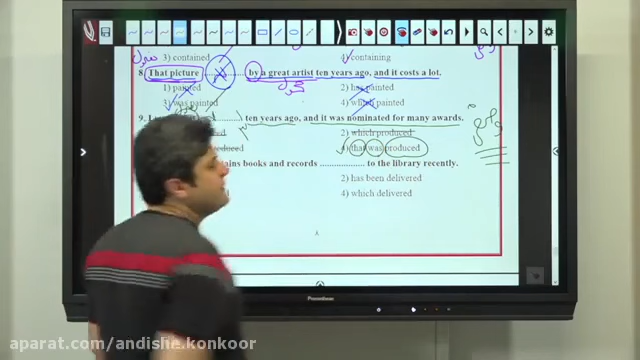 3) contained
4) containing
8. That picture .......... by a great artist ten years ago, and it costs a lot.
1) painted
2) has painted
3) was painted
4) which painted
9. ten years ago, and it was nominated for many awards.
2) which produced
4) that was produced
ains books and records .............. to the library recently.
2) has been delivered
4) which delivered
٨
Promethean
aparat.com/andishe.konkoor